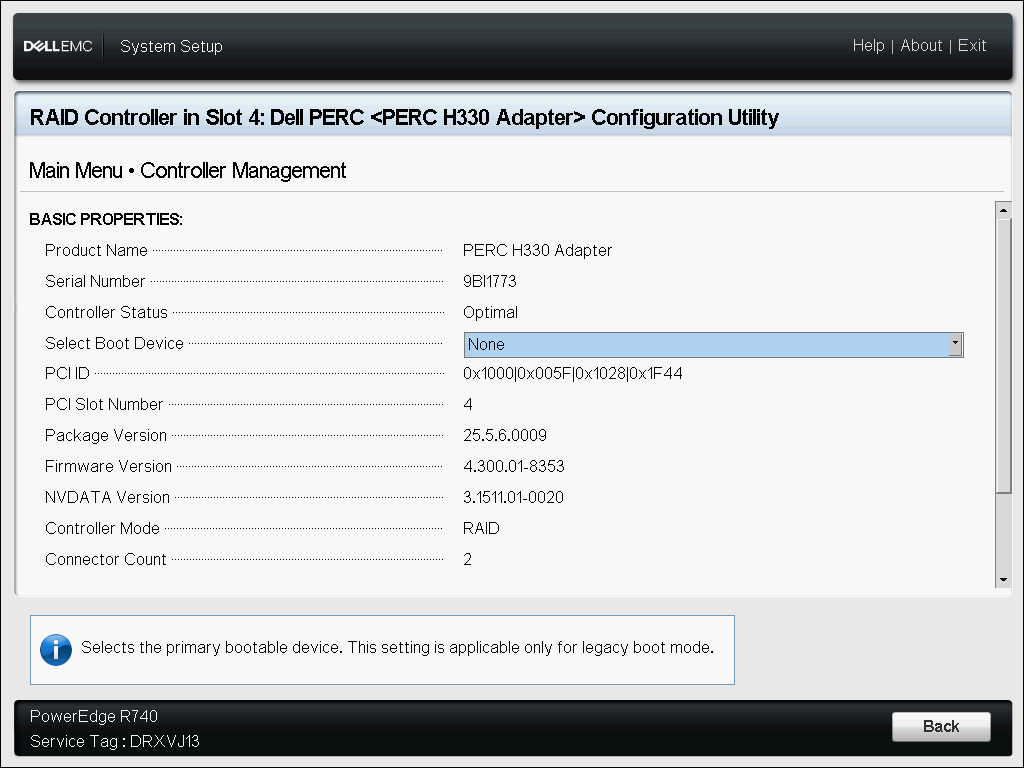 DELLEMC System Setup Help | About | Exit
RAID Controller in Slot 4: Dell PERC <PERC H330 Adapter> Configuration Utility
Main Menu • Controller Management
BASIC PROPERTIES:
Product Name PERC H330 Adapter
Serial Number 9BI1773
Controller Status Optimal
Select Boot Device None
PCI ID 0x1000|0x005F|0x1028|0x1F44
PCI Slot Number 4
Package Version 25.5.6.0009
Firmware Version 4.300.01-8353
NVDATA Version 3.1511.01-0020
Controller Mode RAID
Connector Count 2
Selects the primary bootable device. This setting is applicable only for legacy boot mode.
PowerEdge R740
Service Tag : DRXVJ13
Back